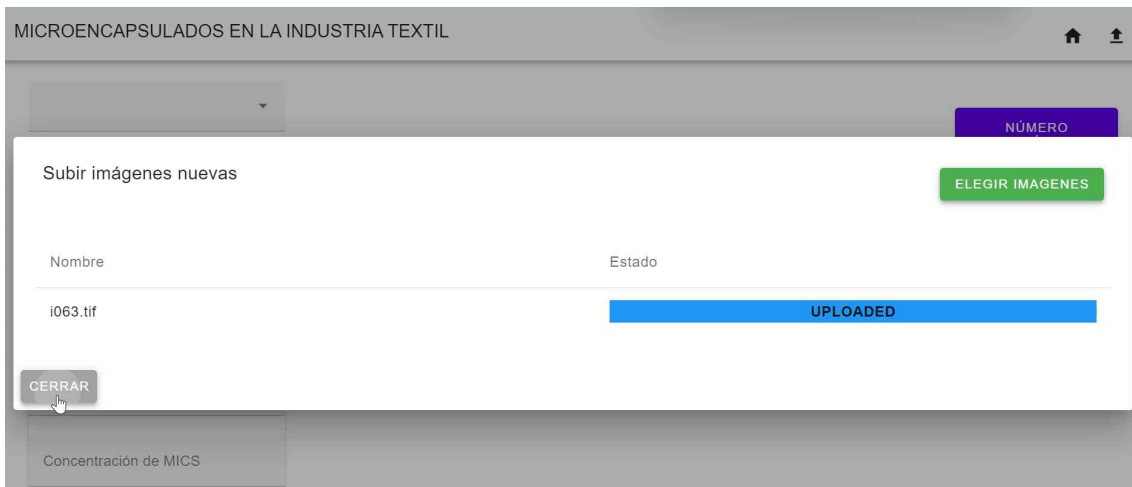 MICROENCAPSULADOS EN LA INDUSTRIA TEXTIL
NÚMERO
Subir imágenes nuevas
ELEGIR IMAGENES
Nombre Estado
i063.tif UPLOADED
CERRAR
Concentración de MICS